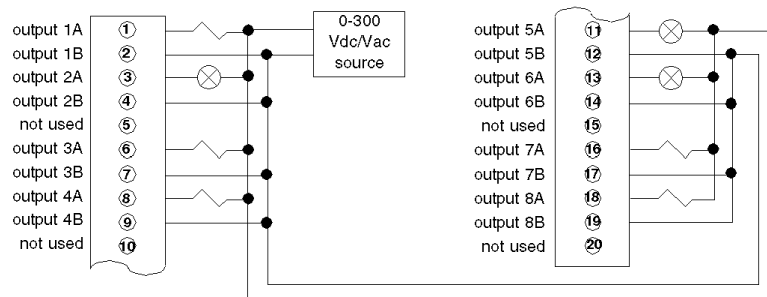 output 1A 1
output 1B 2
output 2A 3
output 2B 4
not used 5
output 3A 6
output 3B 7
output 4A 8
output 4B 9
not used 10
0-300
Vdc/Vac
source
output 5A 11
output 5B 12
output 6A 13
output 6B 14
not used 15
output 7A 16
output 7B 17
output 8A 18
output 8B 19
not used 20